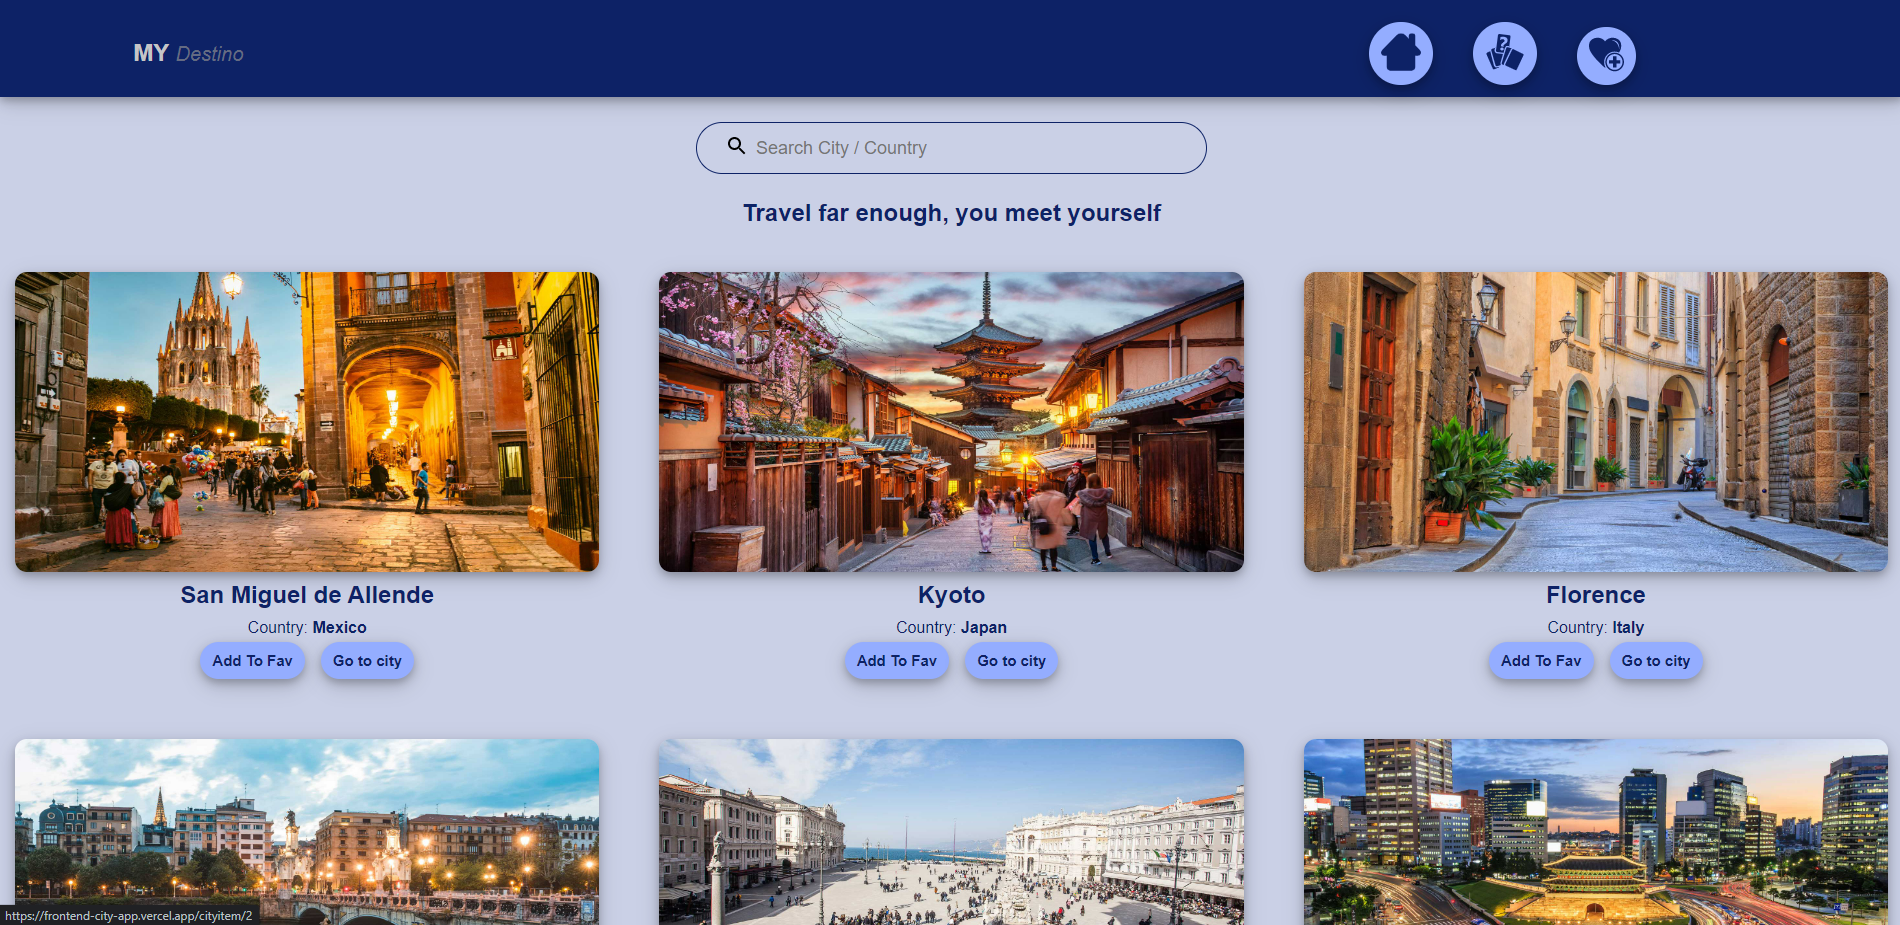 MY Destino
Search City / Country
Travel far enough, you meet yourself
San Miguel de Allende
Country: Mexico
Add To Fav
Go to city
Kyoto
Country: Japan
Add To Fav
Go to city
Florence
Country: Italy
Add To Fav
Go to city
https://frontend-city-app.vercel.app/cityitem/2